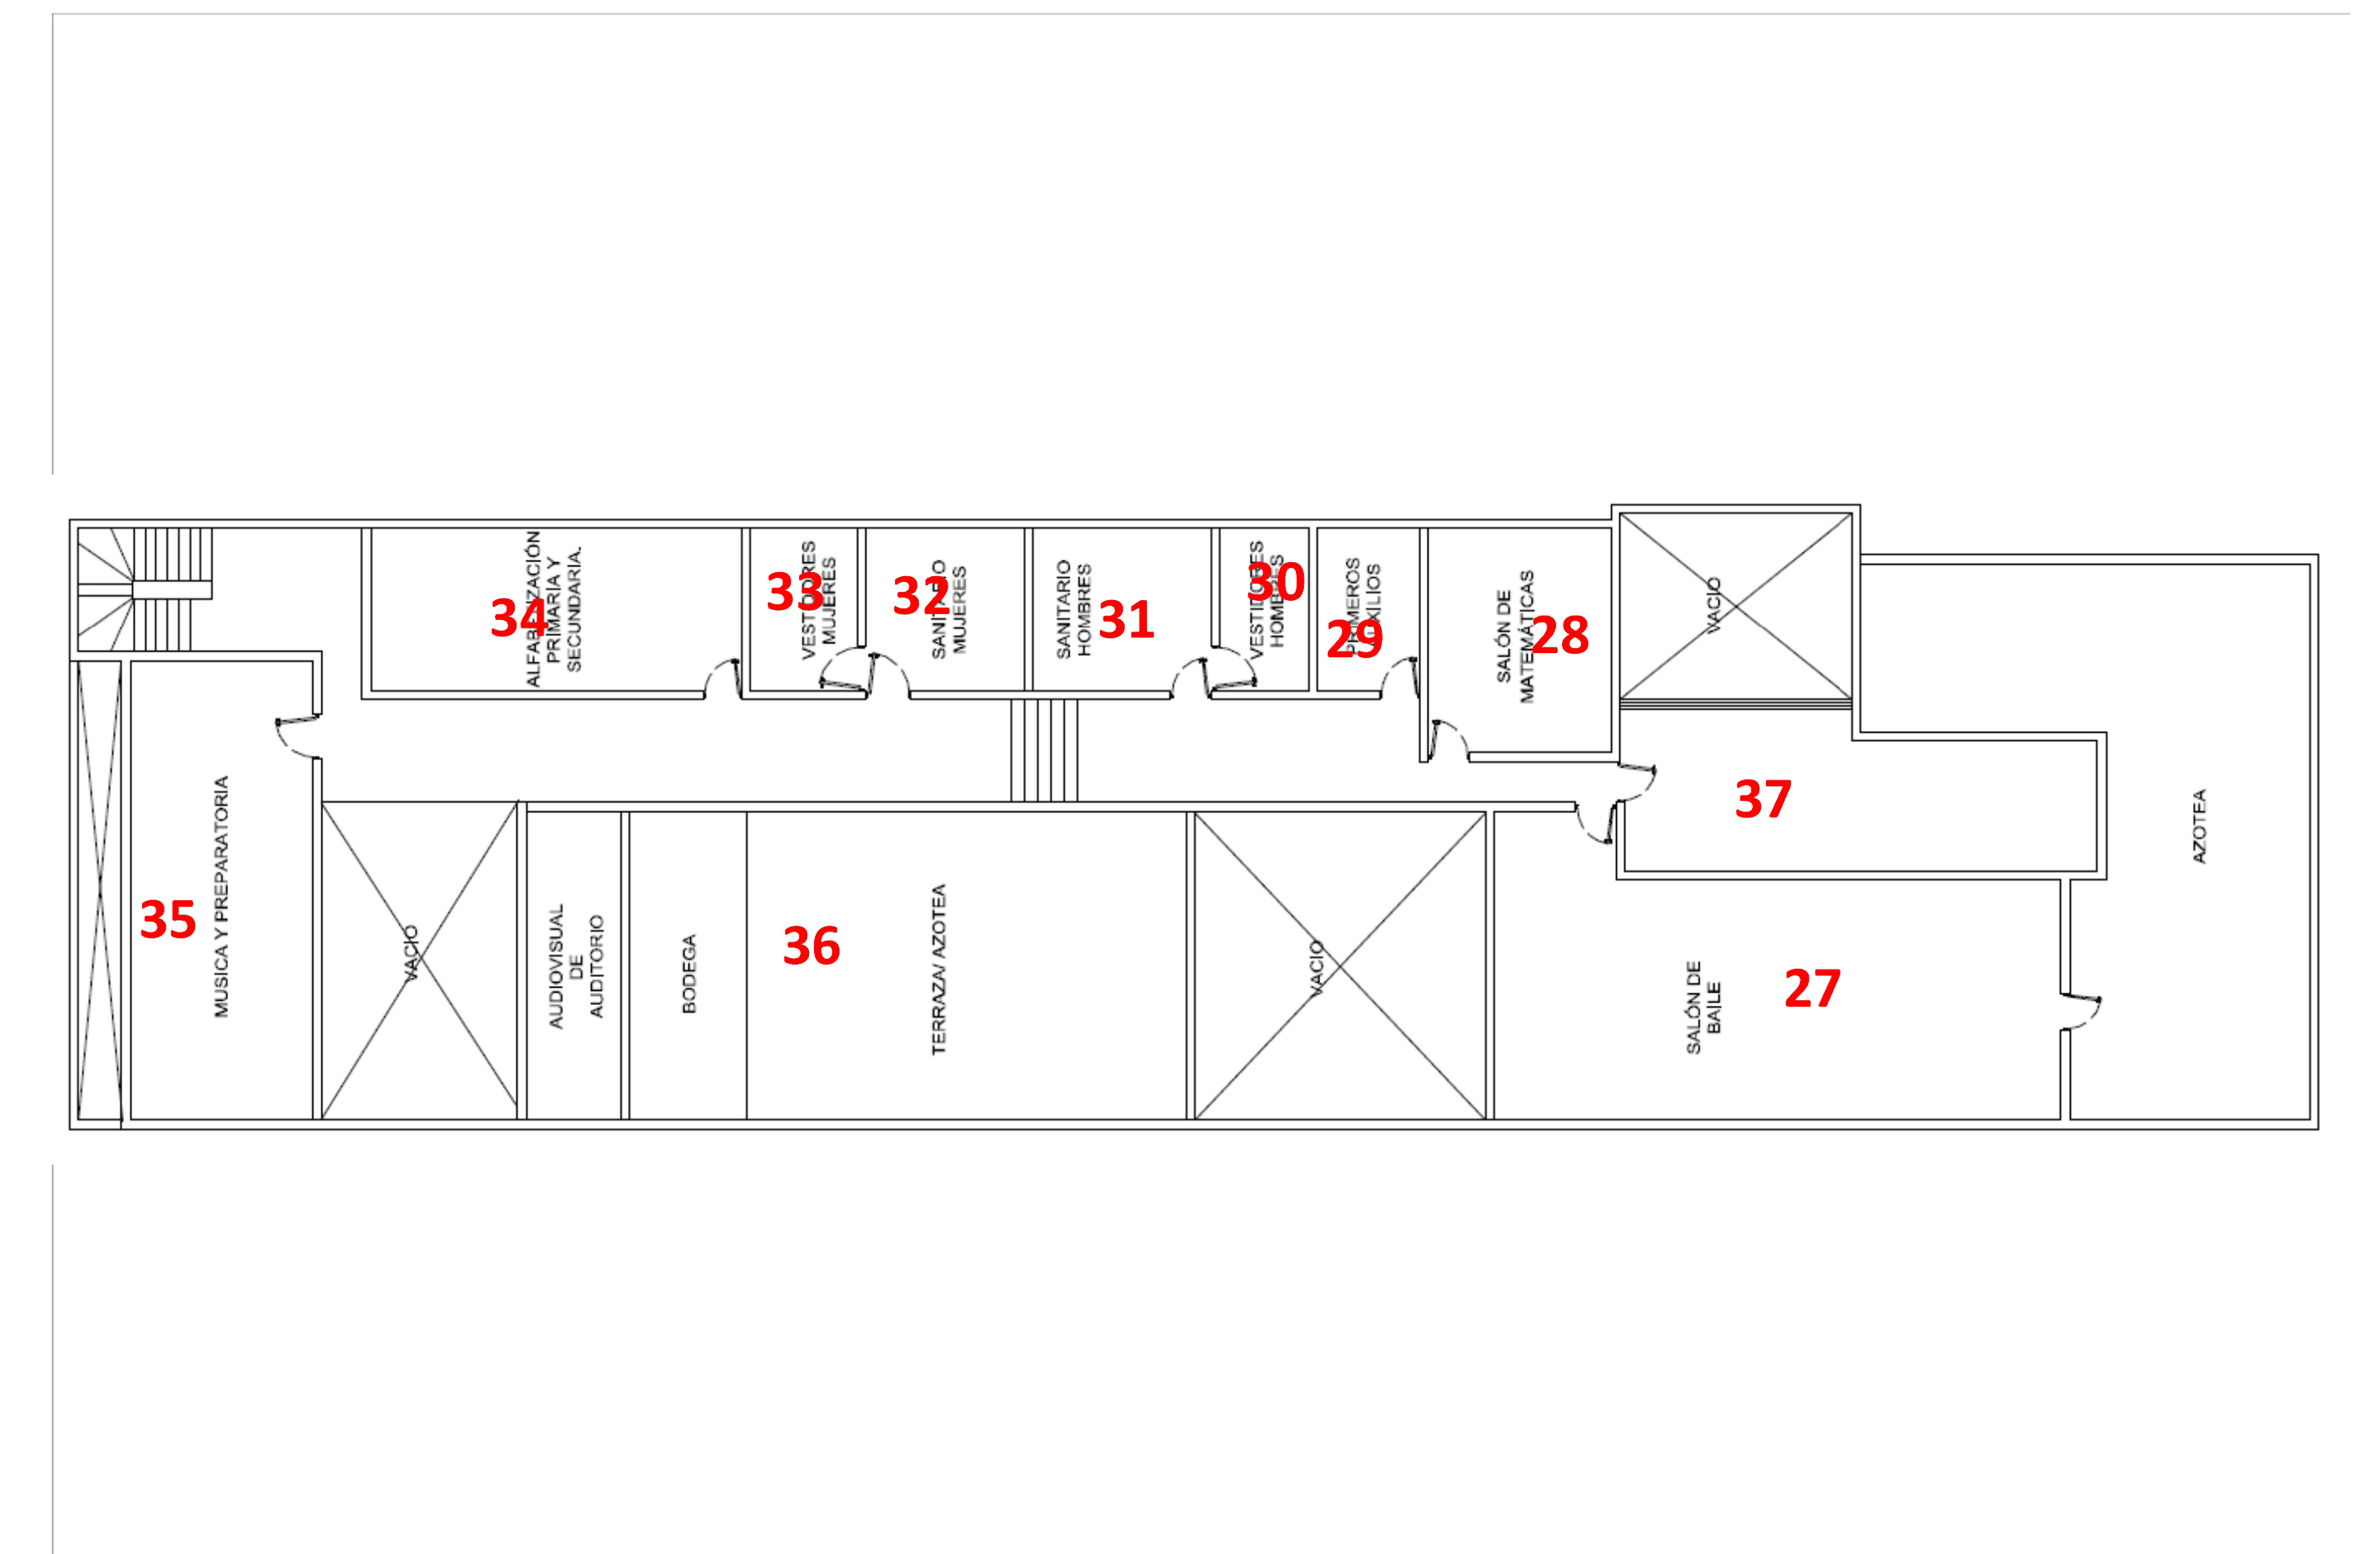 ALFABETIZACIÓN
PRIMARIA Y
SECUNDARIA.
34
VESTIDORES
MUJERES
33
SANITARIO
MUJERES
32
SANITARIO
HOMBRES
31
VESTIDORES
HOMBRES
30
PRIMEROS
AUXILIOS
29
SALÓN DE
MATEMÁTICAS
28
VACIO
37
AZOTEA
MUSICA Y PREPARATORIA
35
VACIO
AUDIOVISUAL
DE
AUDITORIO
BODEGA
36
TERRAZA/ AZOTEA
VACIO
SALÓN DE
BAILE
27